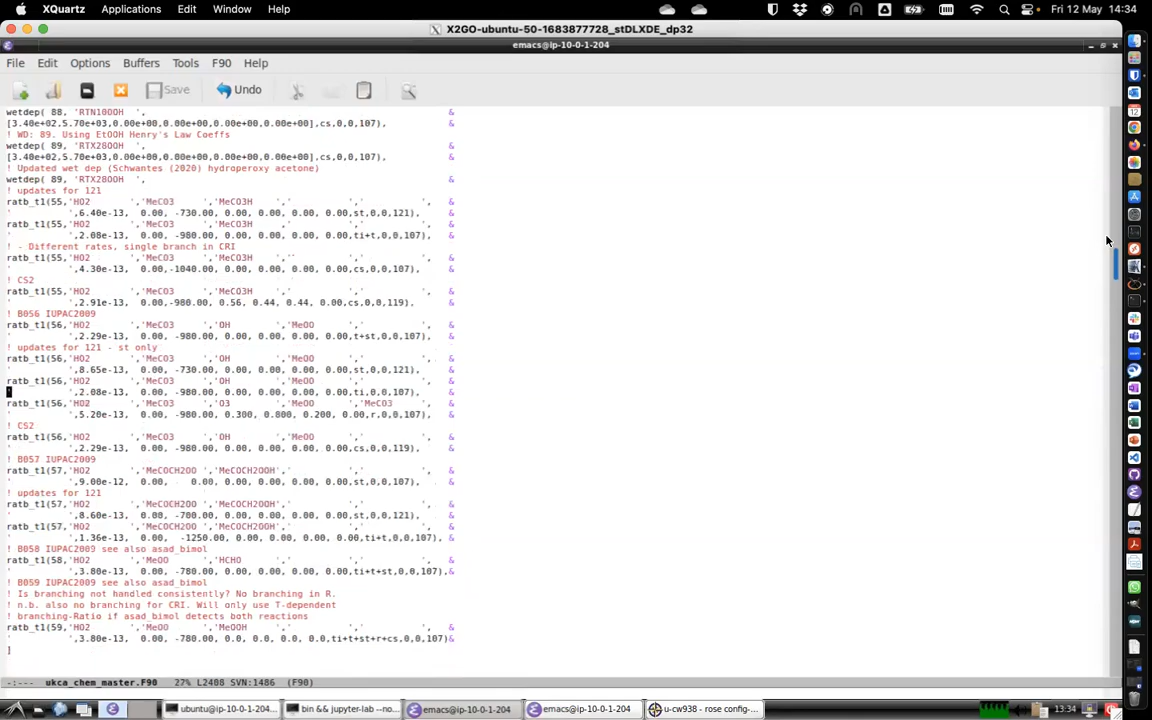 XQuartz Applications Edit Window Help Fri 12 May 14:34
X2GO-ubuntu-50-1683877728_stDLXDE_dp32
emacs@ip-10-0-1-204
File Edit Options Buffers Tools F90 Help
Save Undo
wetdep( 88, 'RTN10OOH ', &
[3.40e+02,5.70e+03,0.00e+00,0.00e+00,0.00e+00,0.00e+00],cs,0,0,107),
! WD: 89. Using EtOOH Henry's Law Coeffs
wetdep( 89, 'RTX28OOH ', &
[3.40e+02,5.70e+03,0.00e+00,0.00e+00,0.00e+00,0.00e+00],cs,0,0,107),
! Updated wet dep (Schwantes (2020) hydroperoxy acetone)
wetdep( 89, 'RTX28OOH ', &
! updates for 121
ratb_t1(55,'HO2 ','MeCO3 ','MeCO3H ',' ',' ', &
' ',6.40e-13, 0.00, -730.00, 0.00, 0.00, 0.00, 0.00,st,0,0,121),
ratb_t1(55,'HO2 ','MeCO3 ','MeCO3H ',' ',' ', &
' ',2.08e-13, 0.00, -980.00, 0.00, 0.00, 0.00, 0.00,ti+t,0,0,107),
! - Different rates, single branch in CRI
ratb_t1(55,'HO2 ','MeCO3 ','MeCO3H ',' ',' ', &
' ',4.30e-13, 0.00,-1040.00, 0.00, 0.00, 0.00, 0.00,cs,0,0,107),
! CS2
ratb_t1(55,'HO2 ','MeCO3 ','MeCO3H ',' ',' ', &
' ',2.91e-13, 0.00,-980.00, 0.56, 0.44, 0.44, 0.00,cs,0,0,119),
! B056 IUPAC2009
ratb_t1(56,'HO2 ','MeCO3 ','OH ','MeOO ',' ', &
' ',2.29e-13, 0.00, -980.00, 0.00, 0.00, 0.00, 0.00,t+st,0,0,107),
! updates for 121 - st only
ratb_t1(56,'HO2 ','MeCO3 ','OH ','MeOO ',' ', &
' ',8.65e-13, 0.00, -730.00, 0.00, 0.00, 0.00, 0.00,st,0,0,121),
ratb_t1(56,'HO2 ','MeCO3 ','OH ','MeOO ',' ', &
' ',2.08e-13, 0.00, -980.00, 0.00, 0.00, 0.00, 0.00,ti,0,0,107),
ratb_t1(56,'HO2 ','MeCO3 ','O3 ','MeOO ','MeCO3 ', &
' ',5.20e-13, 0.00, -980.00, 0.300, 0.800, 0.200, 0.00,r,0,0,107),
! CS2
ratb_t1(56,'HO2 ','MeCO3 ','OH ','MeOO ',' ', &
' ',2.29e-13, 0.00, -980.00, 0.00, 0.00, 0.00, 0.00,cs,0,0,119),
! B057 IUPAC2009
ratb_t1(57,'HO2 ','MeCOCH2OO ','MeCOCH2OOH',' ',' ', &
' ',9.00e-12, 0.00, 0.00, 0.00, 0.00, 0.00, 0.00,st,0,0,107),
! updates for 121
ratb_t1(57,'HO2 ','MeCOCH2OO ','MeCOCH2OOH',' ',' ', &
' ',8.60e-13, 0.00, -700.00, 0.00, 0.00, 0.00, 0.00,st,0,0,121),
ratb_t1(57,'HO2 ','MeCOCH2OO ','MeCOCH2OOH',' ',' ', &
' ',1.36e-13, 0.00, -1250.00, 0.00, 0.00, 0.00, 0.00,ti+t,0,0,107), &
! B058 IUPAC2009 see also asad_bimol
ratb_t1(58,'HO2 ','MeOO ','HCHO ',' ',' ', &
' ',3.80e-13, 0.00, -780.00, 0.00, 0.00, 0.00, 0.00,ti+t+st,0,0,107),&
! B059 IUPAC2009 see also asad_bimol
! Is branching not handled consistently? No branching in R.
! n.b. also no branching for CRI. Will only use T-dependent
! branching-Ratio if asad_bimol detects both reactions
ratb_t1(59,'HO2 ','MeOO ','MeOOH ',' ',' ', &
' ',3.80e-13, 0.00, -780.00, 0.0, 0.0, 0.0, 0.0,ti+t+st+r+cs,0,0,107)&
]
-:--- ukca_chem_master.F90 27% L2408 SVN:1486 (F90)
ubuntu@ip-10-0-1-204... bin && jupyter-lab --no... emacs@ip-10-0-1-204 emacs@ip-10-0-1-204 u-cw938 - rose config-... 13:34